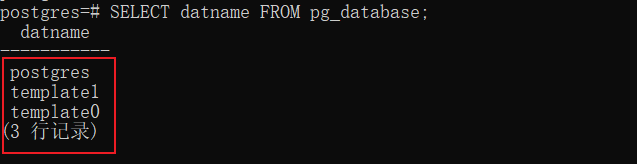 postgres=# SELECT datname FROM pg_database;
datname
-----------
postgres
template1
template0
(3 行记录)